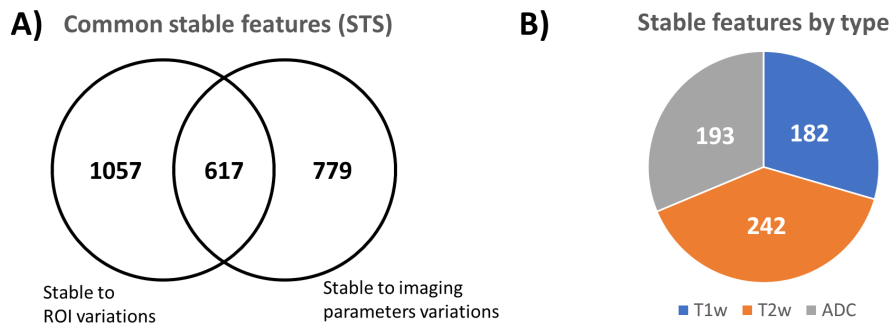 A) Common stable features (STS)
1057 617 779
Stable to
ROI variations
Stable to imaging
parameters variations
B) Stable features by type
193 182
242
T1w T2w ADC